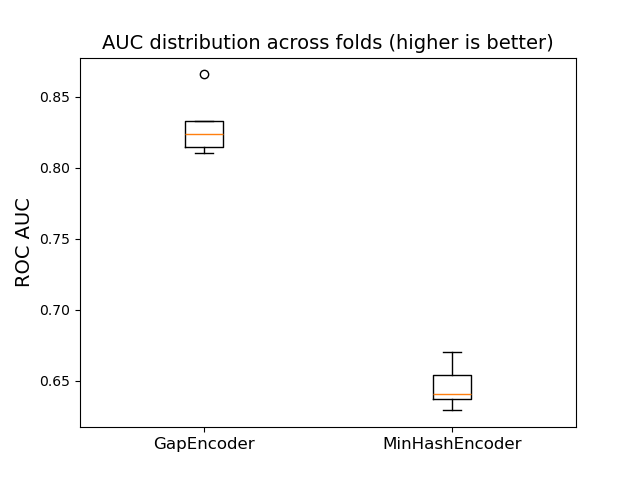 AUC distribution across folds (higher is better)
ROC AUC
0.85
0.80
0.75
0.70
0.65
GapEncoder
MinHashEncoder